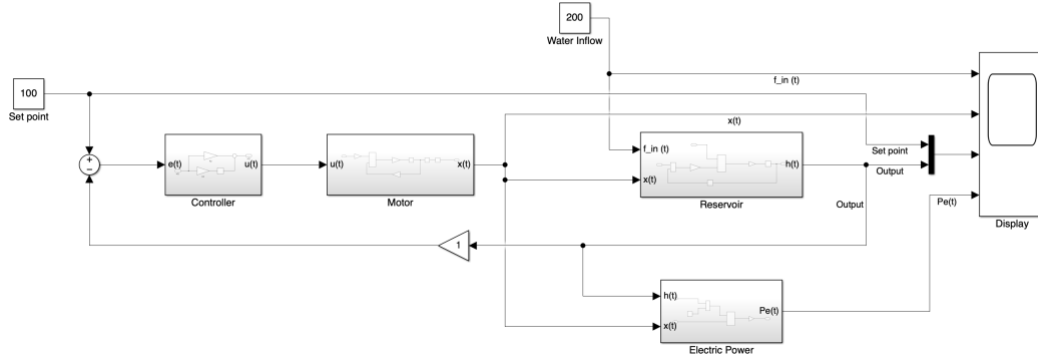 200
Water Inflow
f_in (t)
100
Set point
x(t)
+
−
e(t)
u(t)
Controller
u(t)
x(t)
Motor
f_in (t)
x(t)
h(t)
Reservoir
Set point
Output
Output
Pe(t)
Display
1
h(t)
x(t)
Pe(t)
Electric Power